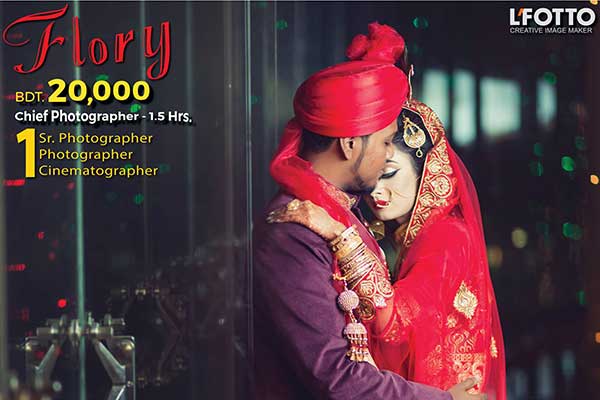 Flory
BDT. 20,000
Chief Photographer - 1.5 Hrs.
1 Sr. Photographer
Photographer
Cinematographer
L'FOTTO
CREATIVE IMAGE MAKER